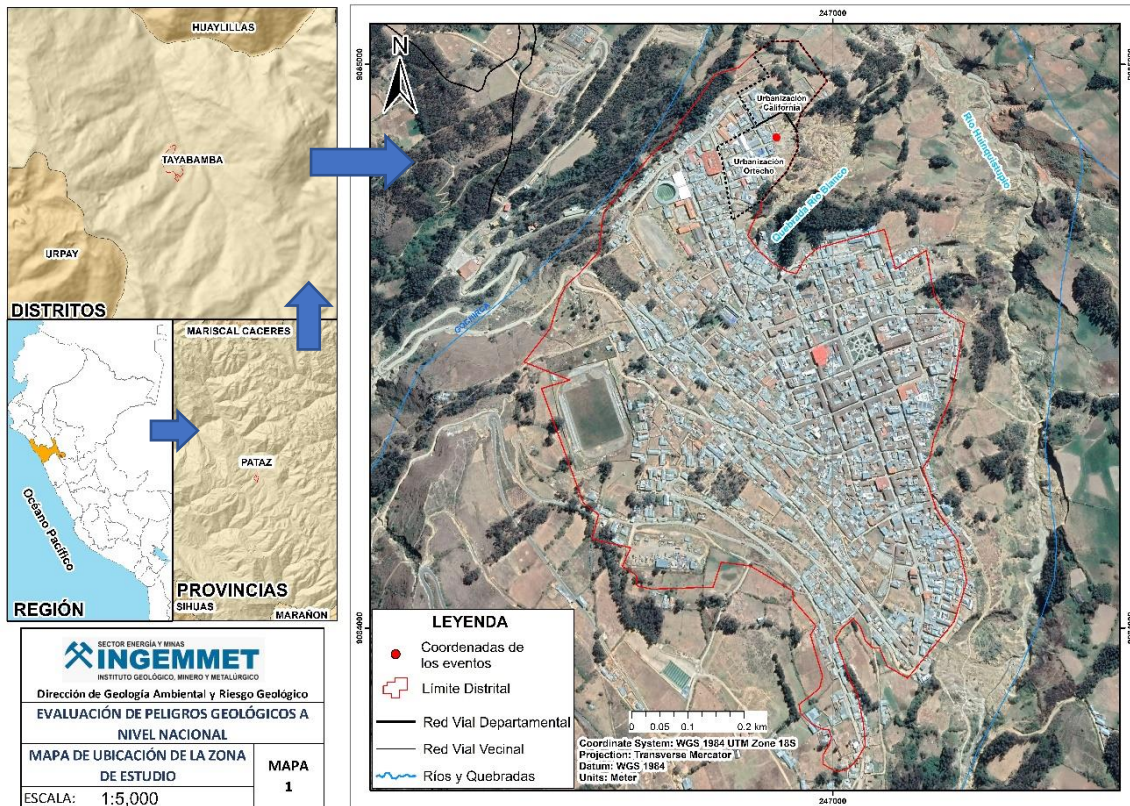 HUAYLILLAS
TAYABAMBA
URPAY
DISTRITOS
MARISCAL CACERES
PATAZ
PROVINCIAS
SIHUAS
MARAÑON
Océano Pacífico
REGIÓN
SECTOR ENERGÍA Y MINAS
INGEMMET
INSTITUTO GEOLÓGICO, MINERO Y METALÚRGICO
Dirección de Geología Ambiental y Riesgo Geológico
EVALUACIÓN DE PELIGROS GEOLÓGICOS A
NIVEL NACIONAL
MAPA DE UBICACIÓN DE LA ZONA
DE ESTUDIO
MAPA
1
ESCALA: 1:5,000
247000
9085000
N
Urbanización
California
Urbanización
Ortecho
Quebrada Río Blanco
Río Huinquistuplo
LEYENDA
Coordenadas de
los eventos
Límite Distrital
Red Vial Departamental
Red Vial Vecinal
Ríos y Quebradas
0 0.05 0.1 0.2 km
Coordinate System: WGS 1984 UTM Zone 18S
Projection: Transverse Mercator
Datum: WGS 1984
Units: Meter
9084000
247000